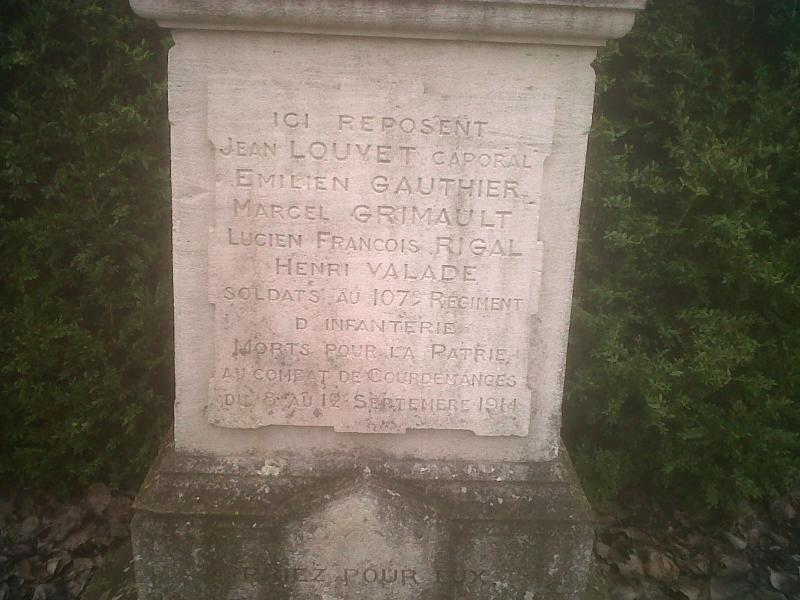 ICI REPOSENT
JEAN LOUVET CAPORAL
EMILIEN GAUTHIER
MARCEL GRIMAULT
LUCIEN FRANCOIS RIGAL
HENRI VALADE
SOLDATS AU 107E REGIMENT
D INFANTERIE
MORTS POUR LA PATRIE
AU COMBAT DE COURDEMANGES
DU AU 12 SEPTEMBRE 1914
PRIEZ POUR EUX